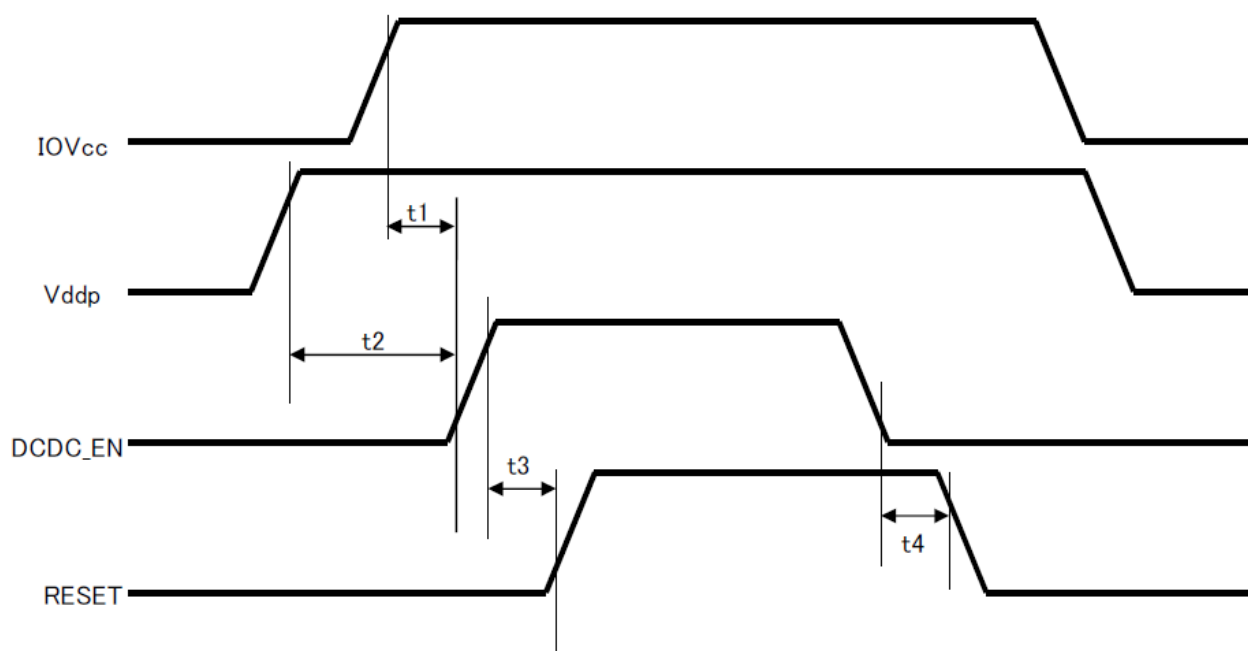 IOVcc
t1
Vddp
t2
DCDC_EN
t3
t4
RESET